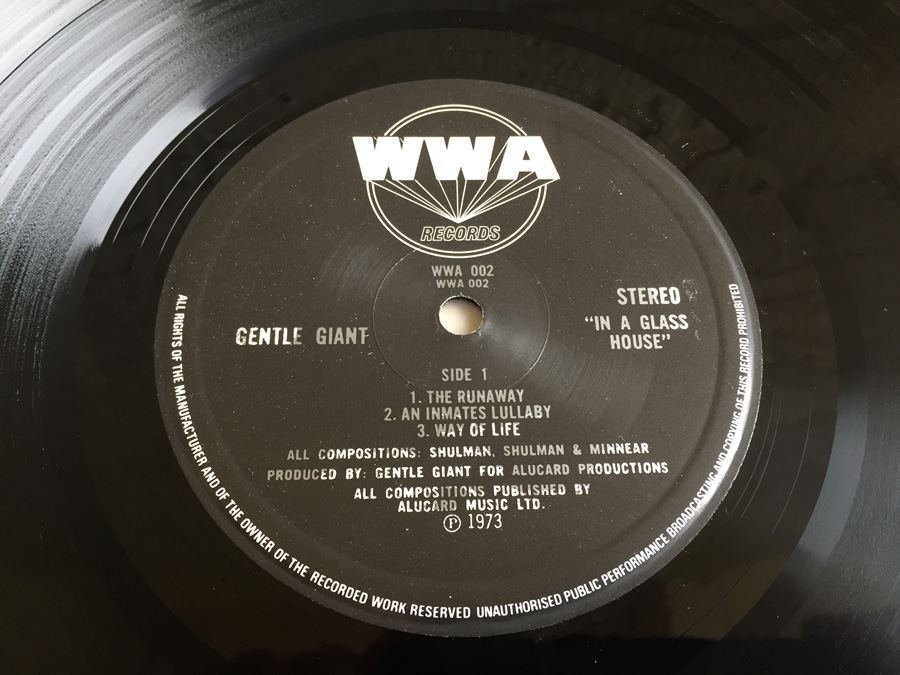 WWA
RECORDS
WWA 002
WWA 002
STEREO
"IN A GLASS
HOUSE"
GENTLE GIANT
SIDE 1
1. THE RUNAWAY
2. AN INMATES LULLABY
3. WAY OF LIFE
ALL COMPOSITIONS: SHULMAN, SHULMAN & MINNEAR
PRODUCED BY: GENTLE GIANT FOR ALUCARD PRODUCTIONS
ALL COMPOSITIONS PUBLISHED BY
ALUCARD MUSIC LTD.
Ⓟ 1973
ALL RIGHTS OF THE MANUFACTURER AND OF THE OWNER OF THE RECORDED WORK RESERVED UNAUTHORISED PUBLIC PERFORMANCE BROADCASTING AND COPYING OF THIS RECORD PROHIBITED